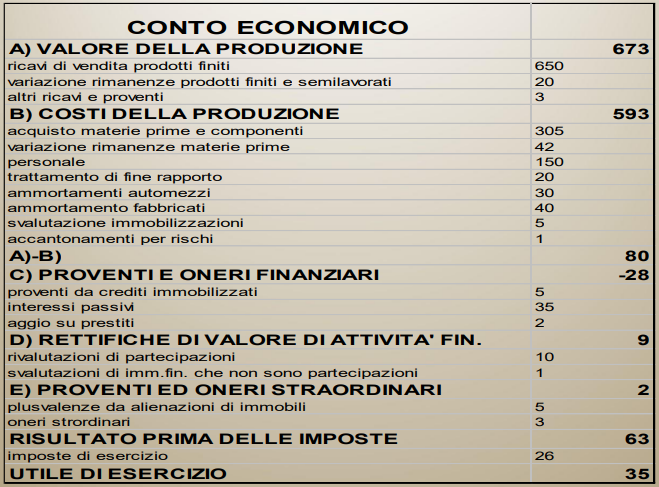 CONTO ECONOMICO
A) VALORE DELLA PRODUZIONE 673
ricavi di vendita prodotti finiti 650
variazione rimanenze prodotti finiti e semilavorati 20
altri ricavi e proventi 3
B) COSTI DELLA PRODUZIONE 593
acquisto materie prime e componenti 305
variazione rimanenze materie prime 42
personale 150
trattamento di fine rapporto 20
ammortamenti automezzi 30
ammortamento fabbricati 40
svalutazione immobilizzazioni 5
accantonamenti per rischi 1
A)-B) 80
C) PROVENTI E ONERI FINANZIARI -28
proventi da crediti immobilizzati 5
interessi passivi 35
aggio su prestiti 2
D) RETTIFICHE DI VALORE DI ATTIVITA' FIN. 9
rivalutazioni di partecipazioni 10
svalutazioni di imm.fin. che non sono partecipazioni 1
E) PROVENTI ED ONERI STRAORDINARI 2
plusvalenze da alienazioni di immobili 5
oneri strordinari 3
RISULTATO PRIMA DELLE IMPOSTE 63
imposte di esercizio 26
UTILE DI ESERCIZIO 35